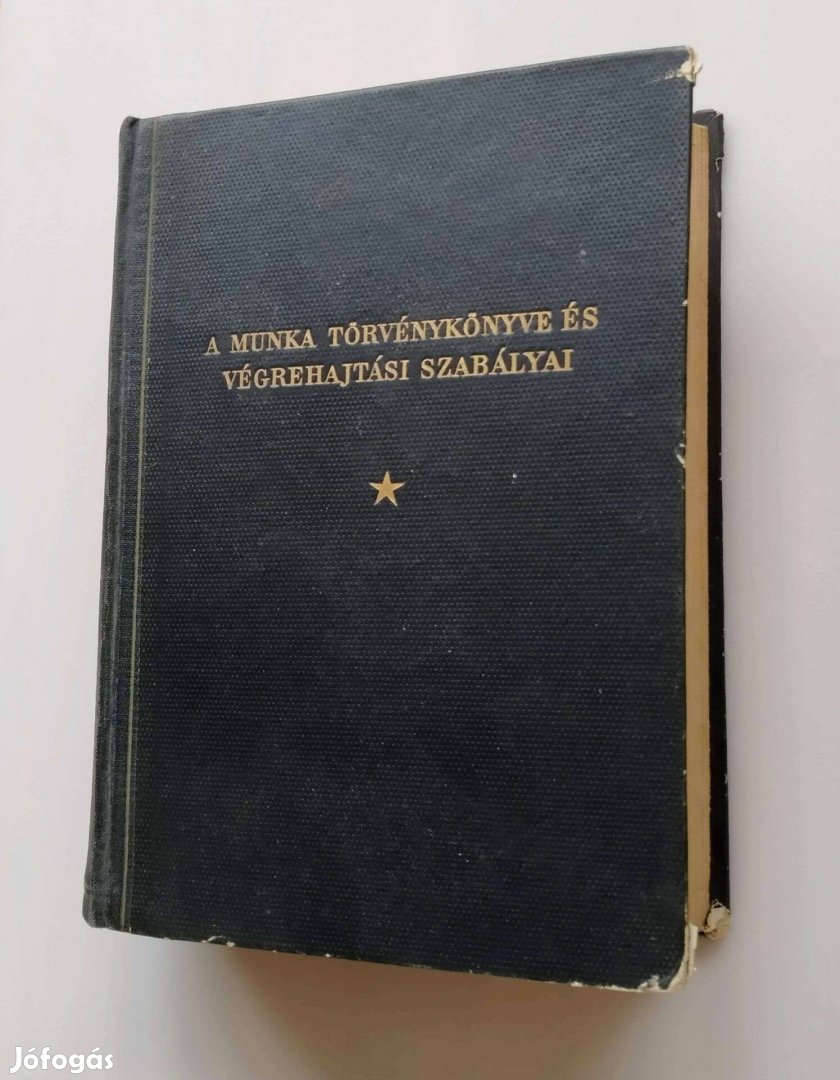 A MUNKA TÖRVÉNYKÖNYVE ÉS
VÉGREHAJTÁSI SZABÁLYAI
Jófogás